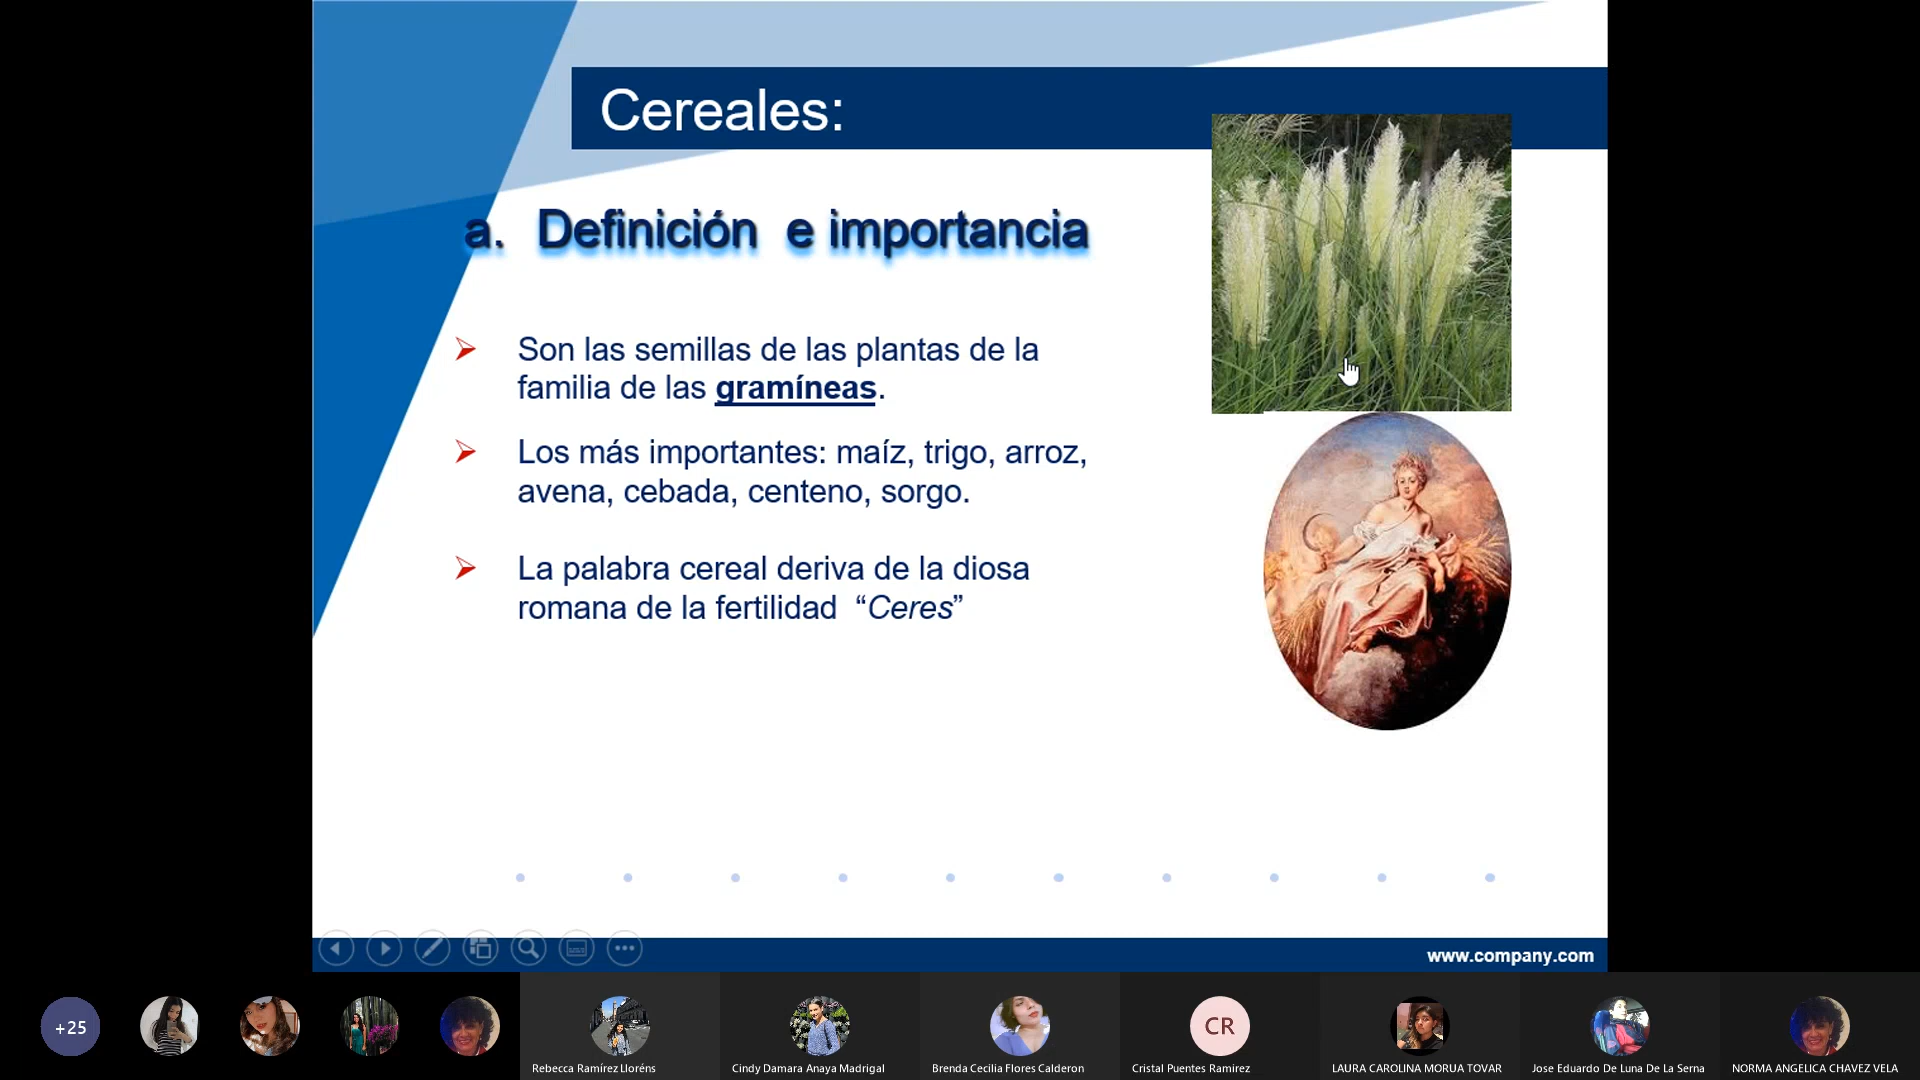 Cereales:
a. Definición e importancia
Son las semillas de las plantas de la
familia de las gramíneas.
Los más importantes: maíz, trigo, arroz,
avena, cebada, centeno, sorgo.
La palabra cereal deriva de la diosa
romana de la fertilidad “Ceres”
www.company.com
+25
CR
Rebecca Ramírez Lloréns
Cindy Damara Anaya Madrigal
Brenda Cecilia Flores Calderon
Cristal Puentes Ramirez
LAURA CAROLINA MORUA TOVAR
Jose Eduardo De Luna De La Serna
NORMA ANGELICA CHAVEZ VELA